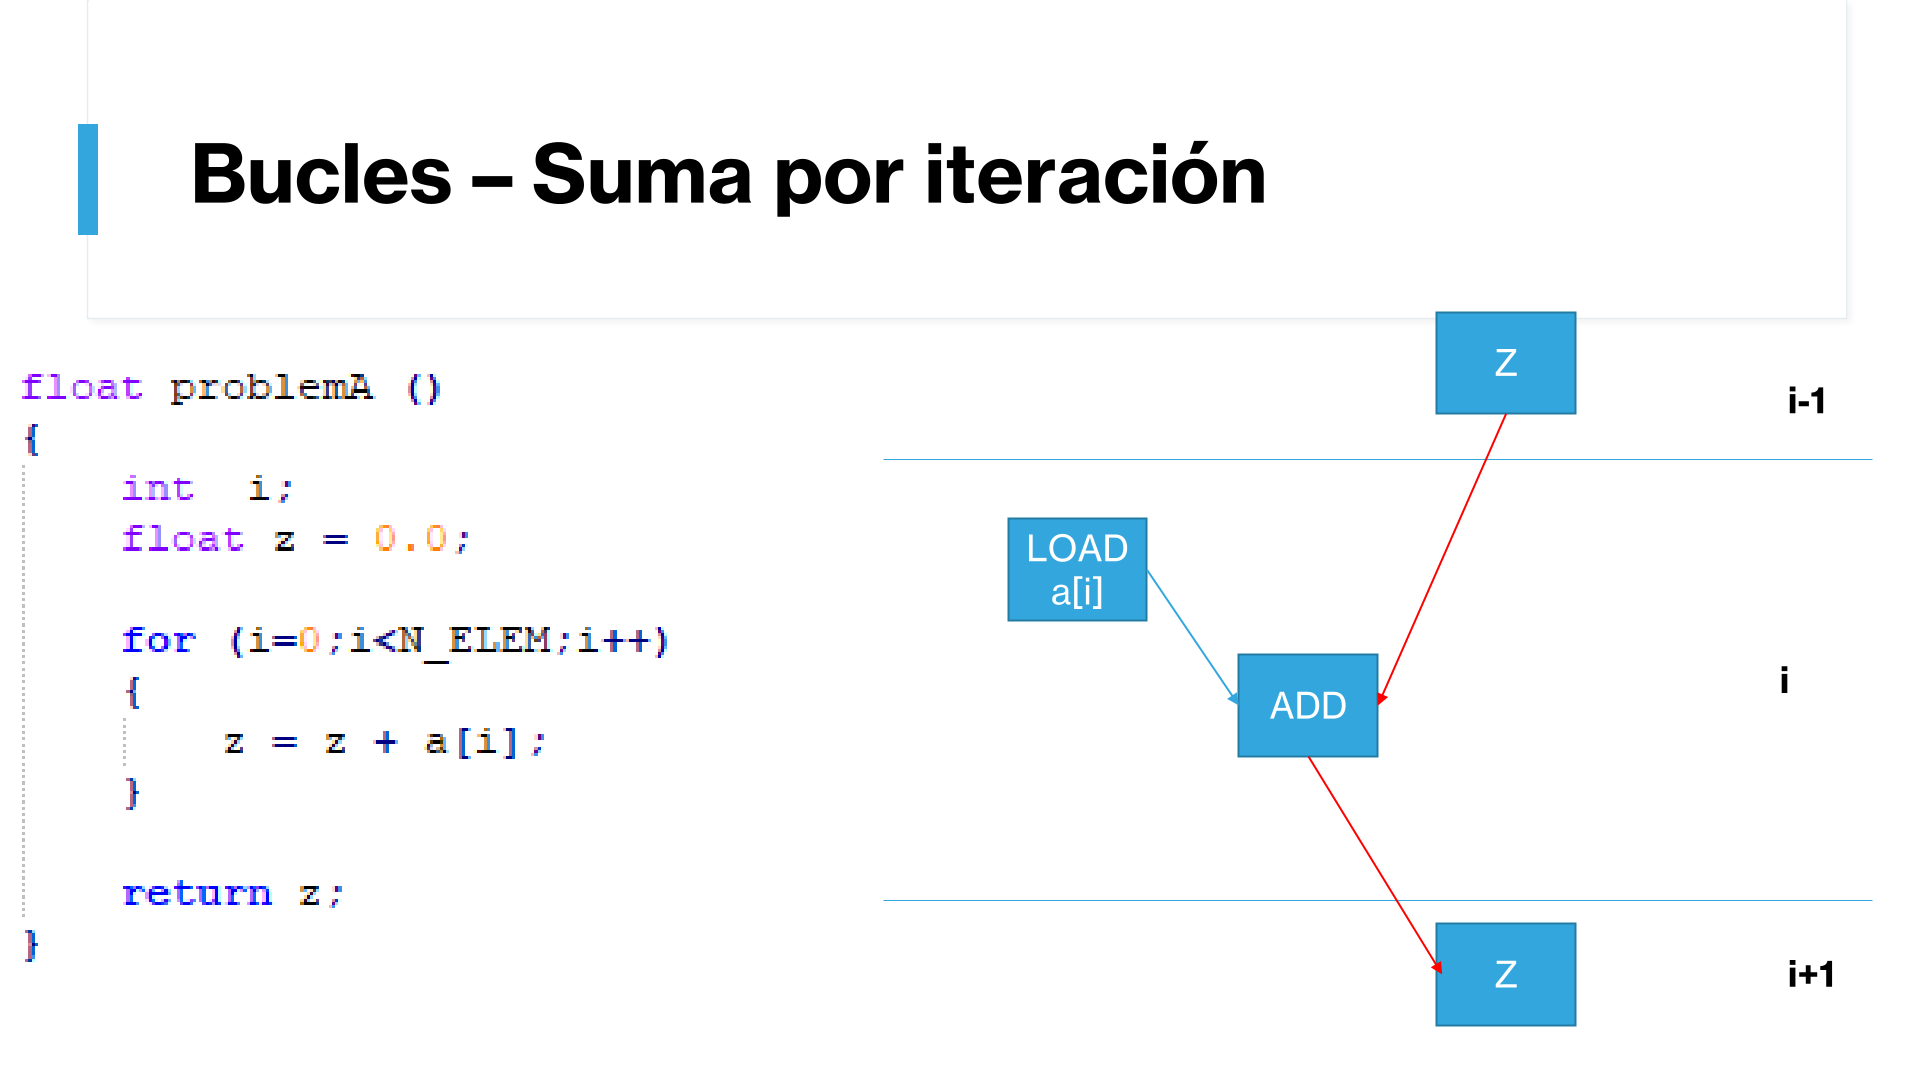 Bucles – Suma por iteración
float problemA ()
{
int  i;
float z = 0.0;
for (i=0;i<N_ELEM;i++)
{
z = z + a[i];
}
return z;
}
Z
i-1
LOAD
a[i]
ADD
i
Z
i+1